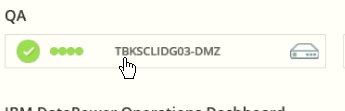 QA
TBKSCLIDG03-DMZ
IBM DataPower Operations Dashboard